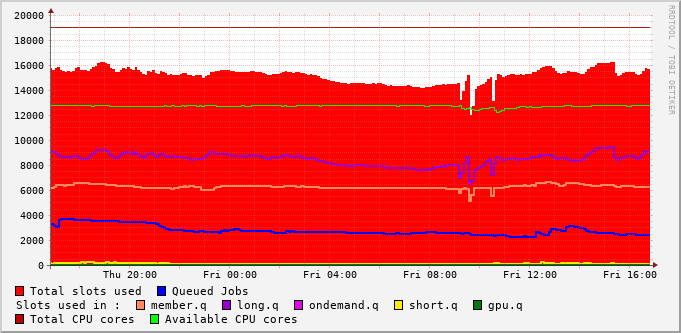 RRDTOOL / TOBI OETIKER
20000
18000
16000
14000
12000
10000
8000
6000
4000
2000
0
Thu 20:00 Fri 00:00 Fri 04:00 Fri 08:00 Fri 12:00 Fri 16:00
Total slots used Queued Jobs
Slots used in : member.q long.q ondemand.q short.q gpu.q
Total CPU cores
Available CPU cores